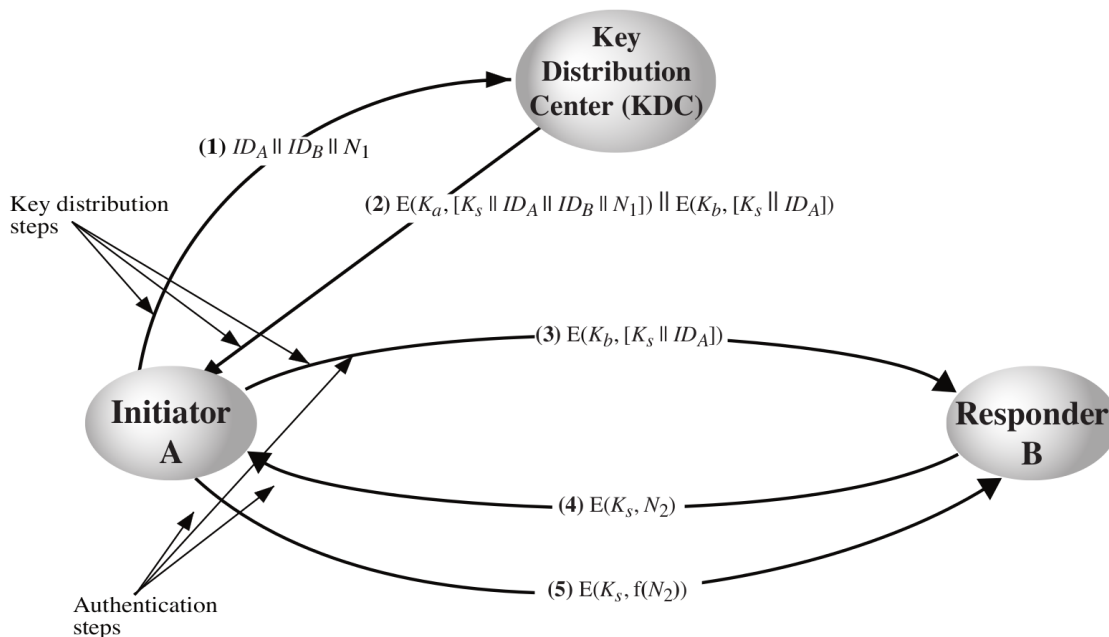 Key
Distribution
Center (KDC)
(1) ID_A || ID_B || N_1
Key distribution
steps
(2) E(K_a, [K_s || ID_A || ID_B || N_1]) || E(K_b, [K_s || ID_A])
(3) E(K_b, [K_s || ID_A])
Initiator
A
Responder
B
(4) E(K_s, N_2)
(5) E(K_s, f(N_2))
Authentication
steps